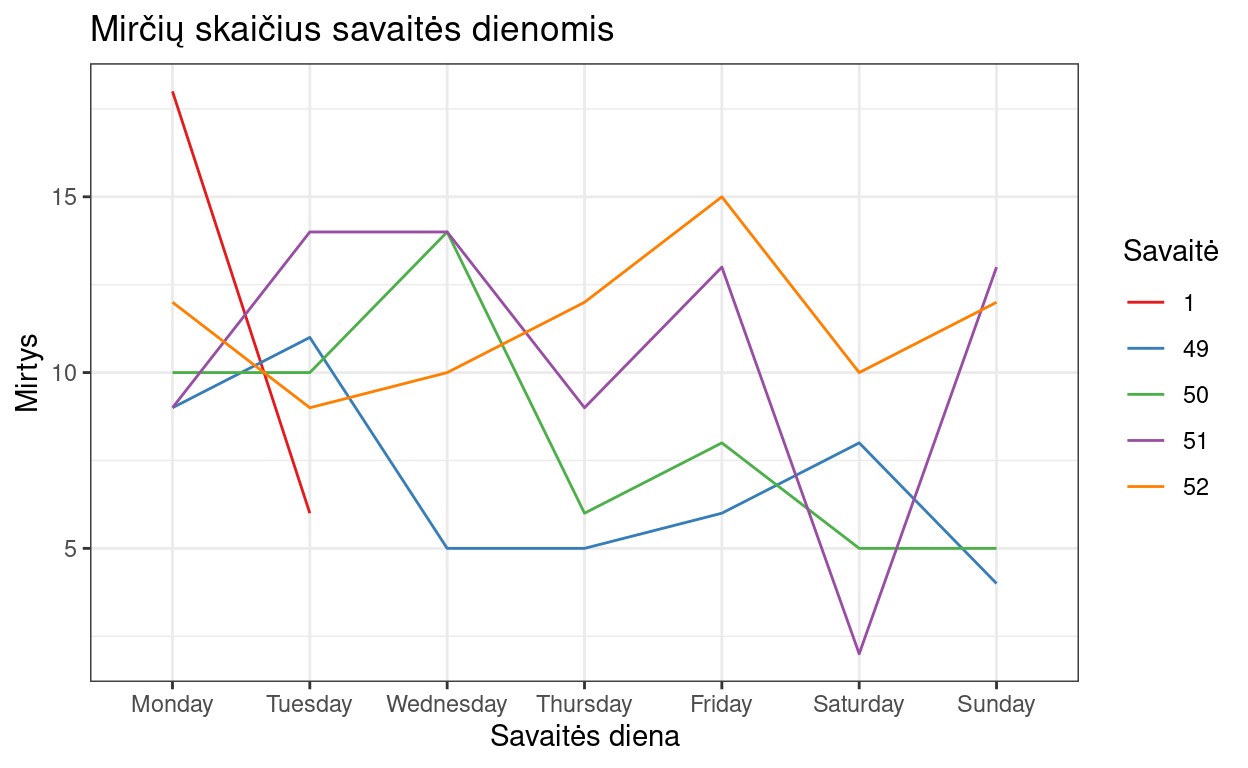 Mirčių skaičius savaitės dienomis
Mirtys
15
10
5
Monday Tuesday Wednesday Thursday Friday Saturday Sunday
Savaitės diena
Savaitė
1
49
50
51
52